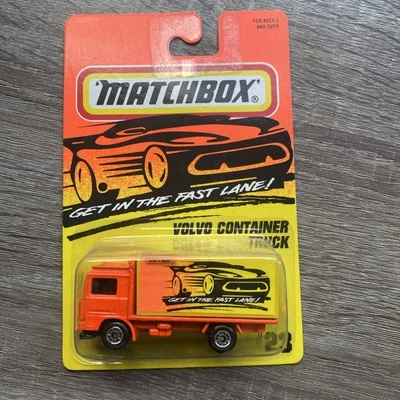 FOR AGES 3
AND OVER
'MATCHBOX'®
GET IN THE FAST LANE!
VOLVO CONTAINER
TRUCK
GET IN THE FAST LANE!
#23